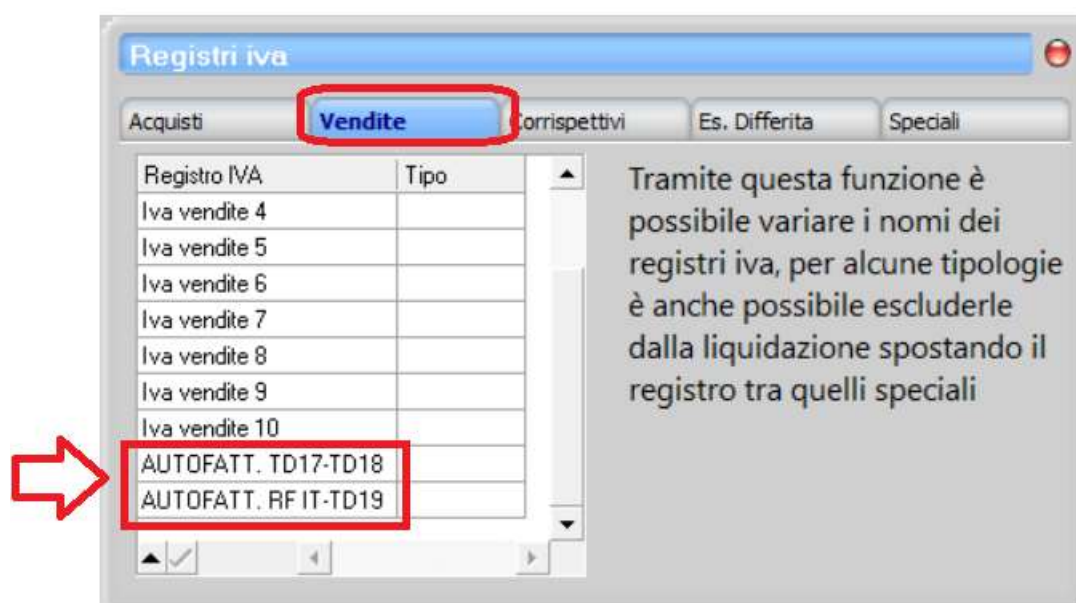 Registri iva
Acquisti Vendite Corrispettivi Es. Differita Speciali
Registro IVA Tipo
Iva vendite 4
Iva vendite 5
Iva vendite 6
Iva vendite 7
Iva vendite 8
Iva vendite 9
Iva vendite 10
AUTOFATT. TD17-TD18
AUTOFATT. RF IT-TD19
Tramite questa funzione è
possibile variare i nomi dei
registri iva, per alcune tipologie
è anche possibile escluderle
dalla liquidazione spostando il
registro tra quelli speciali